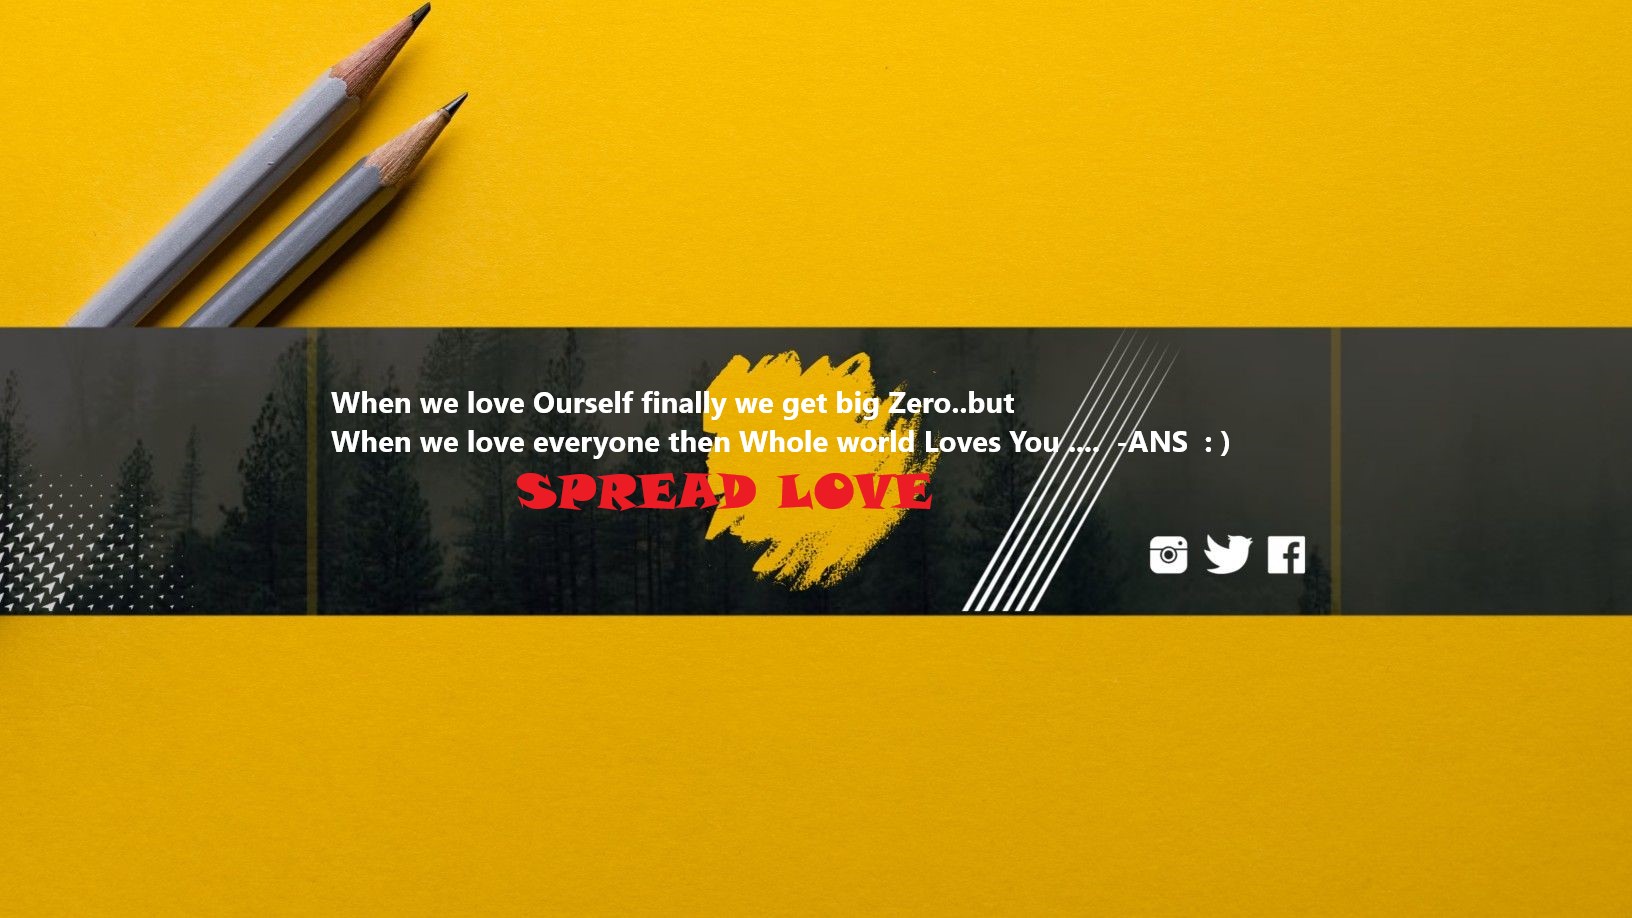 When we love Ourself finally we get big Zero..but
When we love everyone then Whole world Loves You .... -ANS : )
SPREAD LOVE